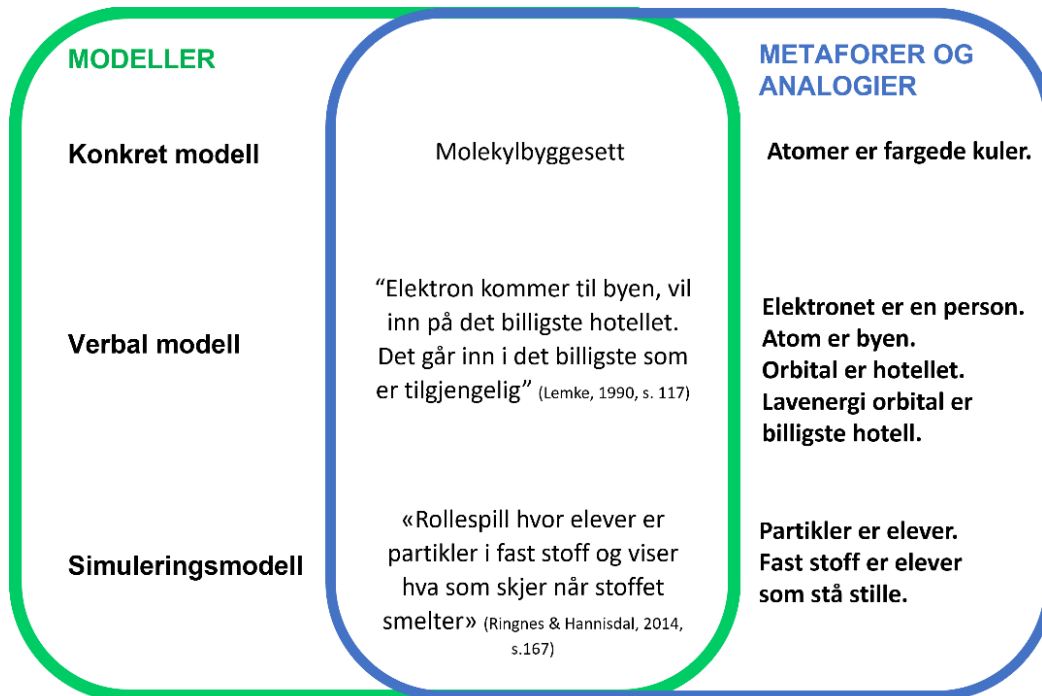 MODELLER
METAFORER OG
ANALOGIER
Konkret modell
Molekylbyggesett
Atomer er fargede kuler.
Verbal modell
“Elektron kommer til byen, vil
inn på det billigste hotellet.
Det går inn i det billigste som
er tilgjengelig” (Lemke, 1990, s. 117)
Elektronet er en person.
Atom er byen.
Orbital er hotellet.
Lavenergi orbital er
billigste hotell.
Simuleringsmodell
«Rollespill hvor elever er
partikler i fast stoff og viser
hva som skjer når stoffet
smelter» (Ringnes & Hannisdal, 2014,
s.167)
Partikler er elever.
Fast stoff er elever
som stå stille.